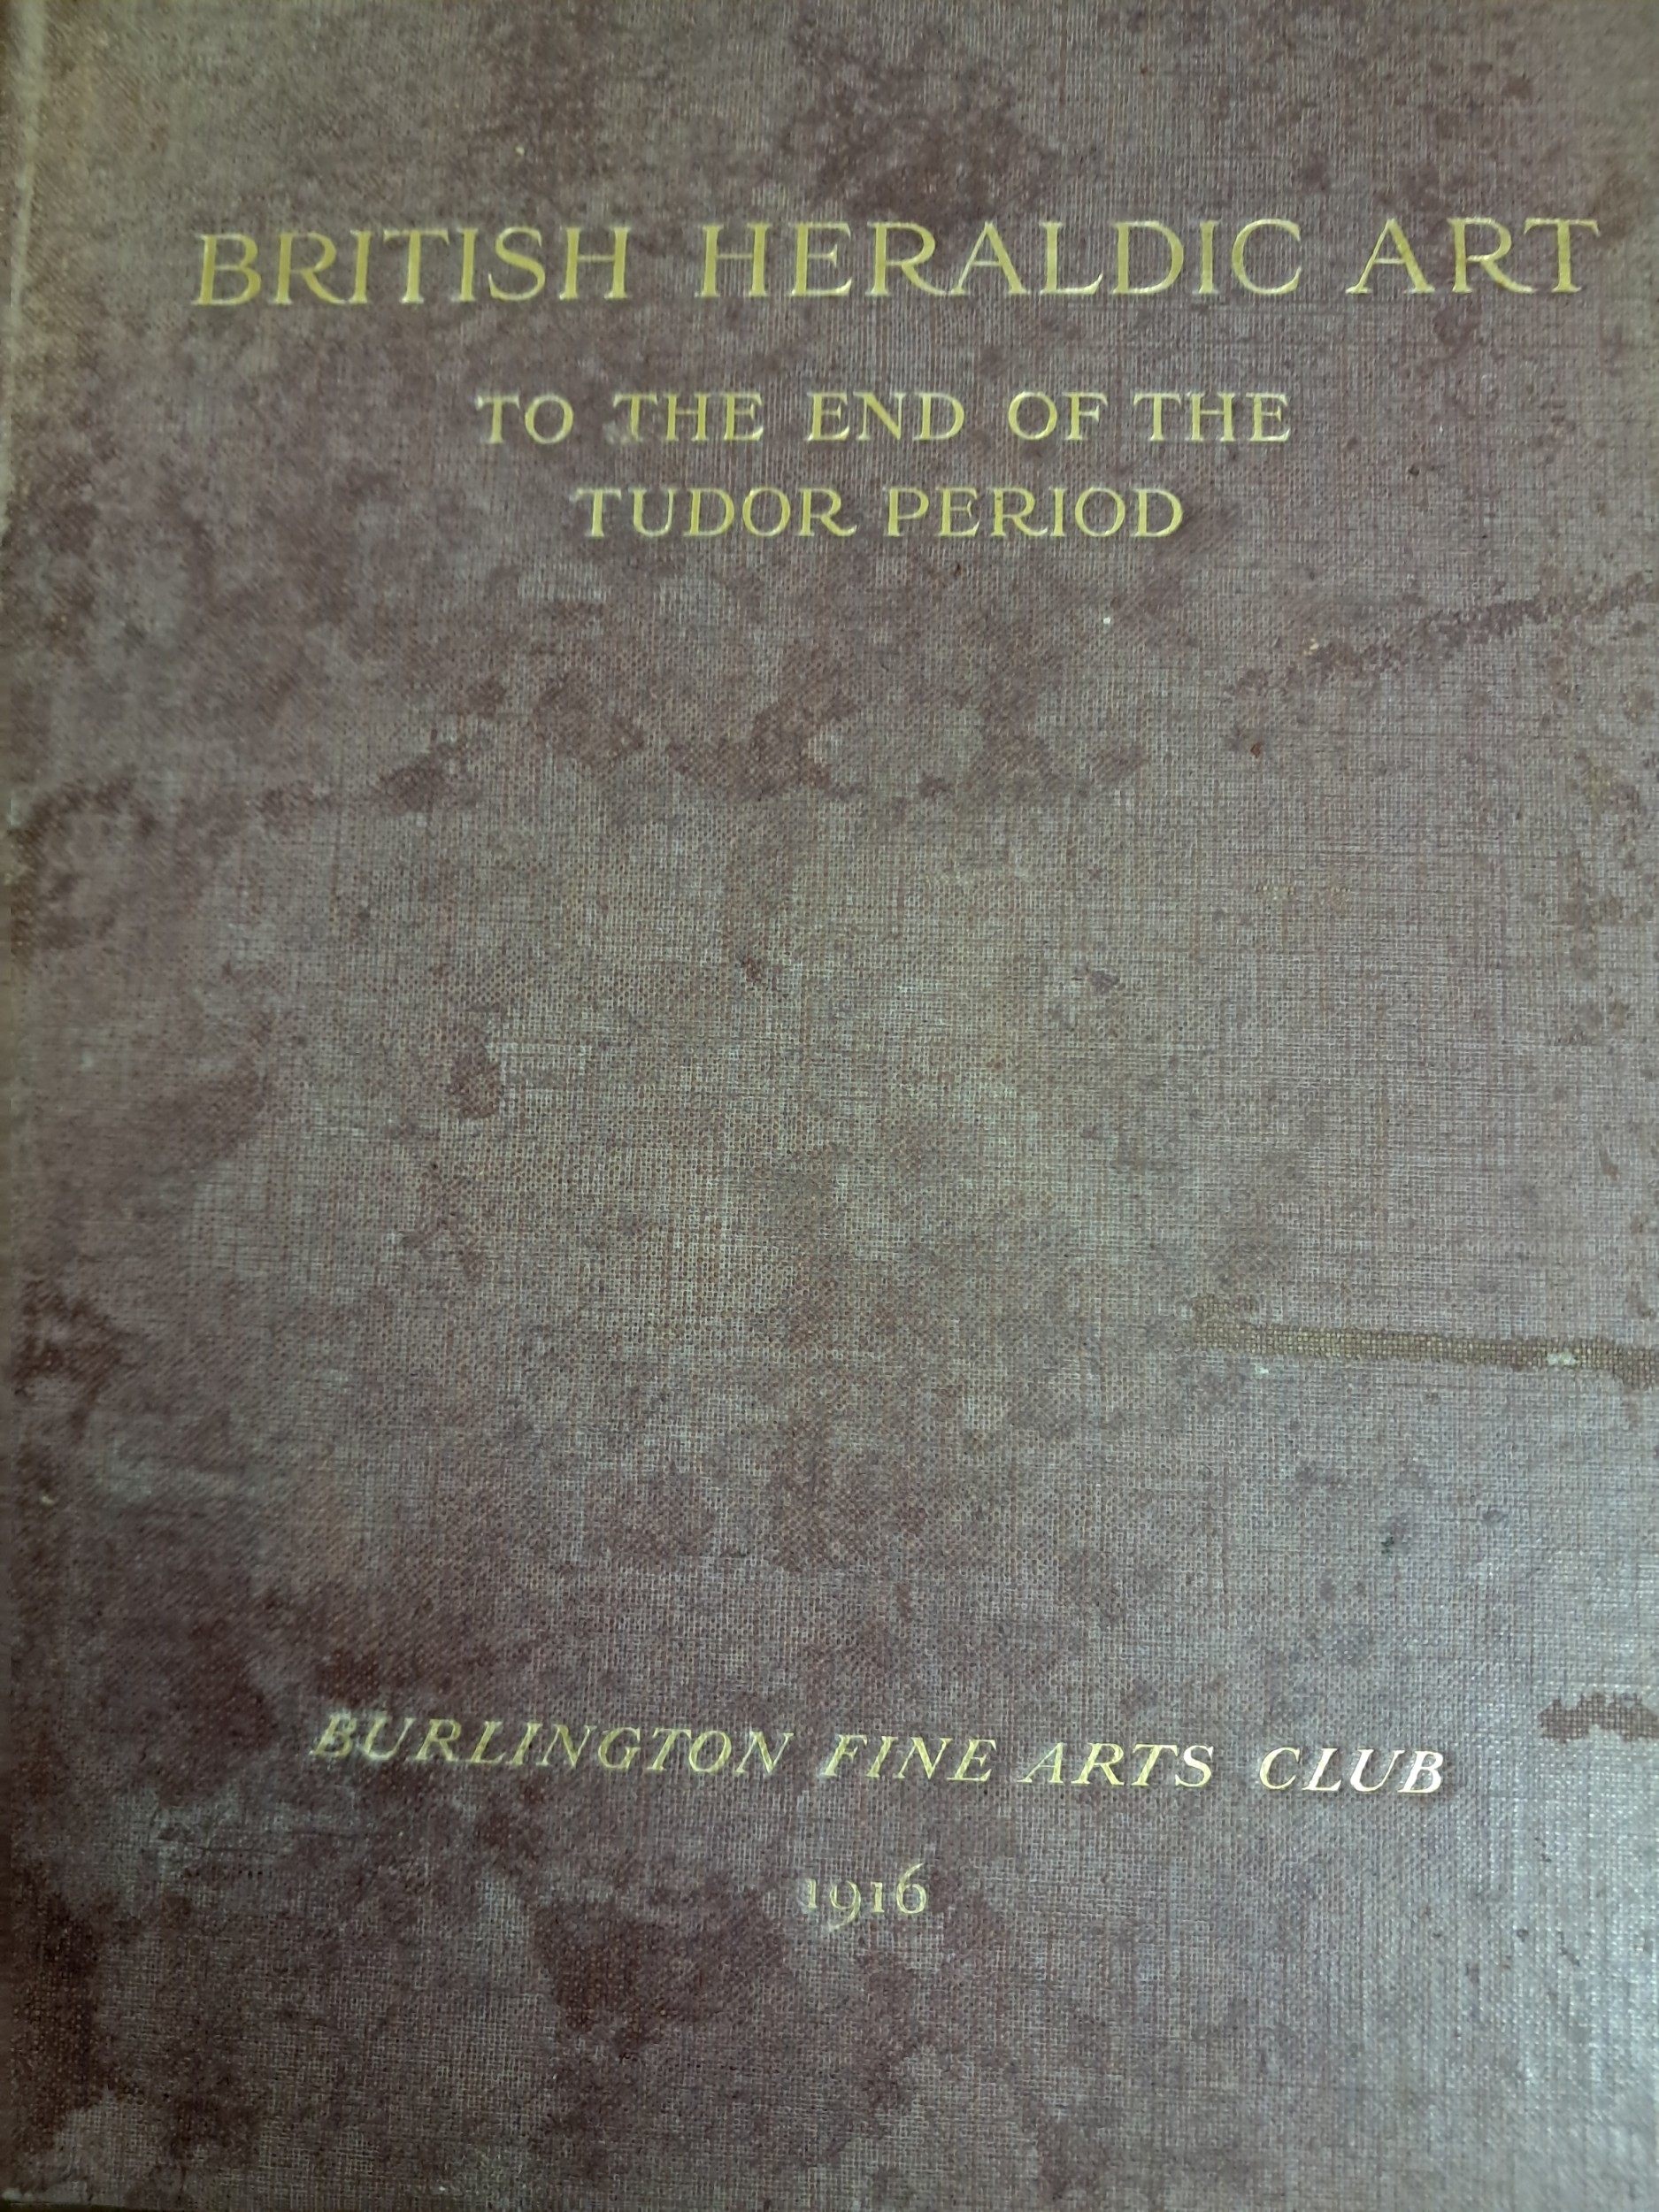 BRITISH HERALDIC ART
TO THE END OF THE
TUDOR PERIOD
BURLINGTON FINE ARTS CLUB
1916